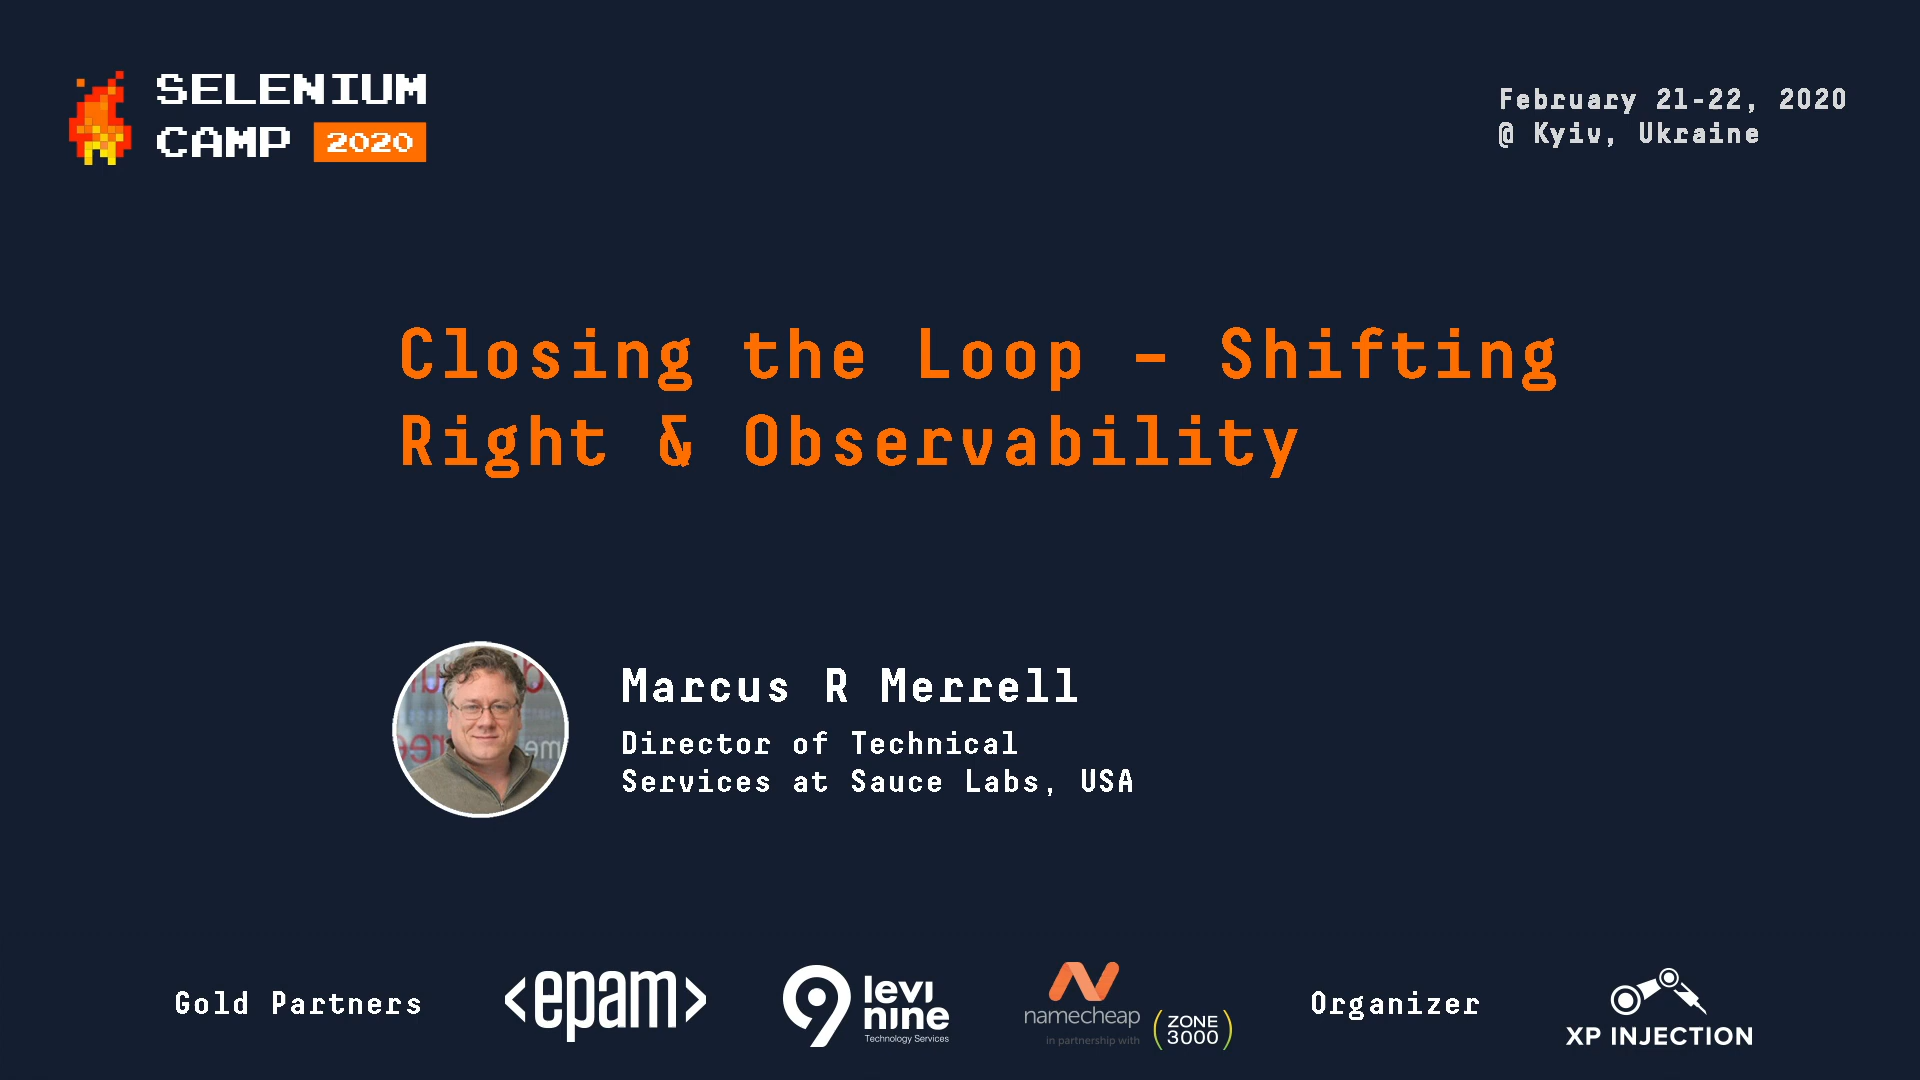 SELENIUM
CAMP 2020
February 21-22, 2020
@ Kyiv, Ukraine
Closing the Loop – Shifting
Right & Observability
Marcus R Merrell
Director of Technical
Services at Sauce Labs, USA
Gold Partners
<epam>
levi
nine
Technology Services
namecheap
in partnership with
ZONE
3000
Organizer
XP INJECTION